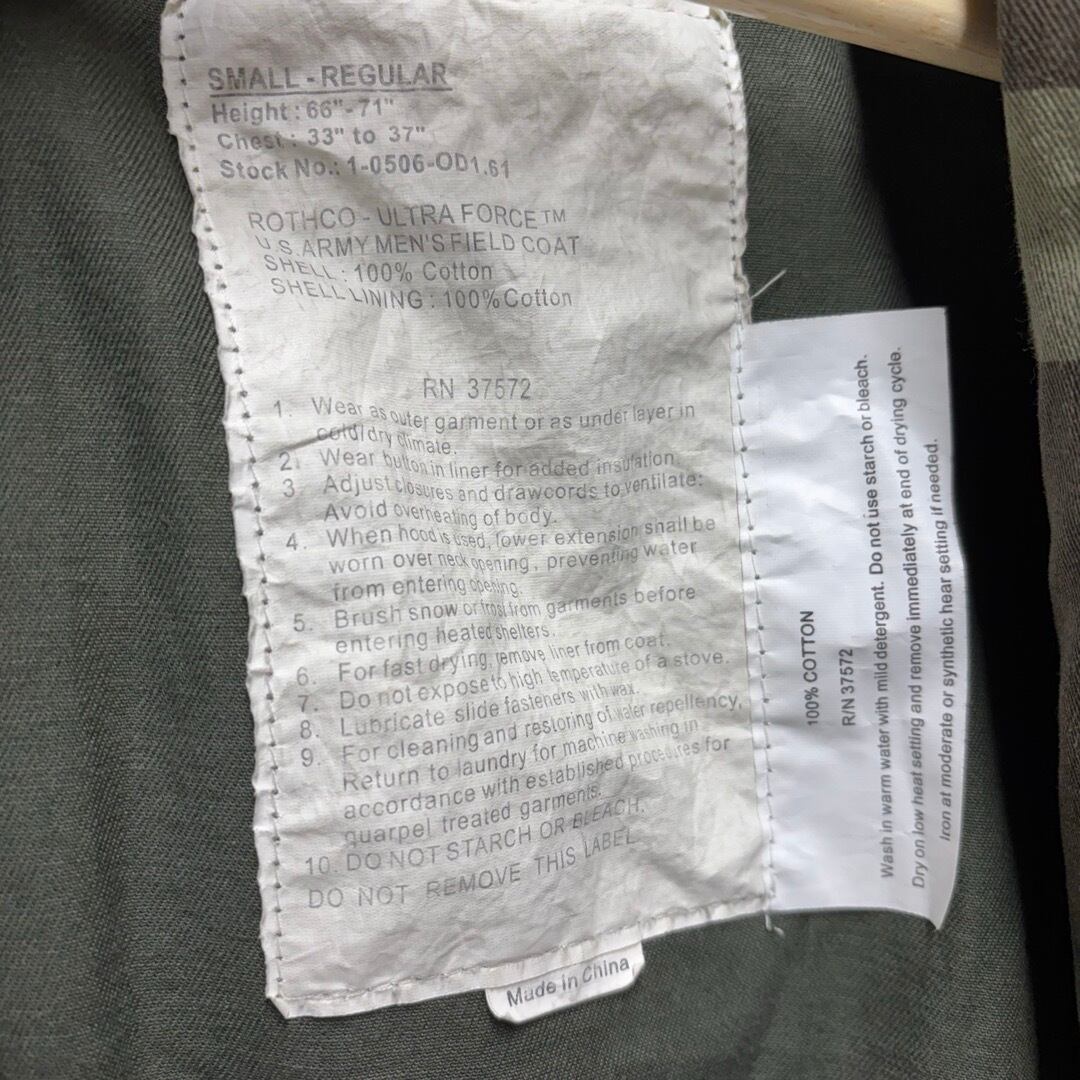 SMALL - REGULAR
Height : 66"- 71"
Chest : 33" to 37"
Stock No.: 1-0506-OD1.61
ROTHCO - ULTRA FORCE™
U.S. ARMY MEN'S FIELD COAT
SHELL : 100% Cotton
SHELL LINING : 100% Cotton
RN 37572
1. Wear as outer garment or as under layer in
cold/dry climate.
2. Wear button in liner for added insulation
3 Adjust closures and drawcords to ventilate:
Avoid overheating of body.
4. When hood is used, lower extension shall be
worn over neck opening, preventing water
from entering opening.
5. Brush snow or frost from garments before
entering heated shelters.
6. For fast drying, remove liner from coat.
7. Do not expose to high temperature of a stove.
8. Lubricate slide fasteners with wax.
9. For cleaning and restoring of water repellency,
Return to laundry for machine washing in
accordance with established procedures for
quarpel treated garments.
10. DO NOT STARCH OR BLEACH.
DO NOT REMOVE THIS LABEL
Made in China
100% COTTON
R/N 37572
Wash in warm water with mild detergent. Do not use starch or bleach.
Dry on low heat setting and remove immediately at end of drying cycle.
Iron at moderate or synthetic hear setting if needed.